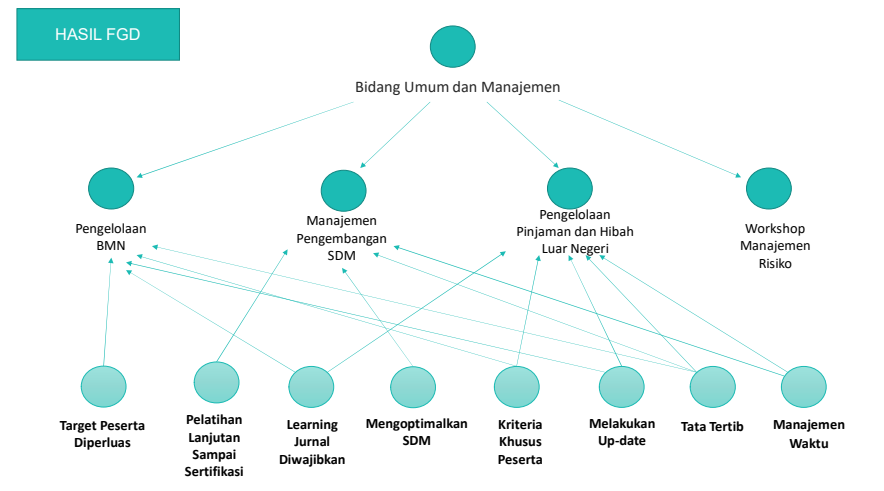 HASIL FGD
Bidang Umum dan Manajemen
Pengelolaan
BMN
Manajemen
Pengembangan
SDM
Pengelolaan
Pinjaman dan Hibah
Luar Negeri
Workshop
Manajemen
Risiko
Target Peserta
Diperluas
Pelatihan
Lanjutan
Sampai
Sertifikasi
Learning
Jurnal
Diwajibkan
Mengoptimalkan
SDM
Kriteria
Khusus
Peserta
Melakukan
Up-date
Tata Tertib
Manajemen
Waktu